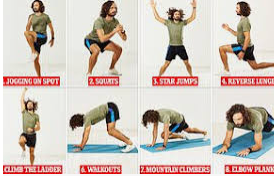 1. JOGGING ON SPOT
2. SQUATS
3. STAR JUMPS
4. REVERSE LUNGE
CLIMB THE LADDER
6. WALKOUTS
7. MOUNTAIN CLIMBERS
8. ELBOW PLANK